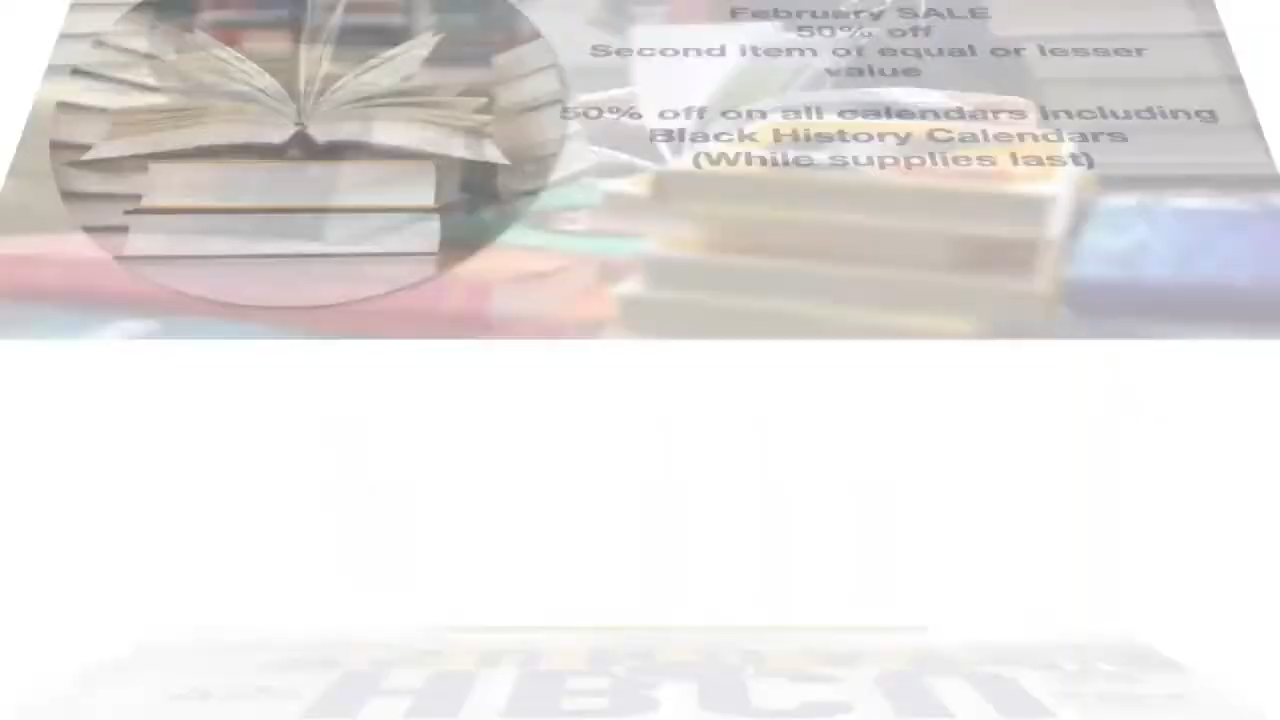 February SALE
50% off
Second item of equal or lesser
value
50% off on all calendars including
Black History Calendars
(While supplies last)
HBCU